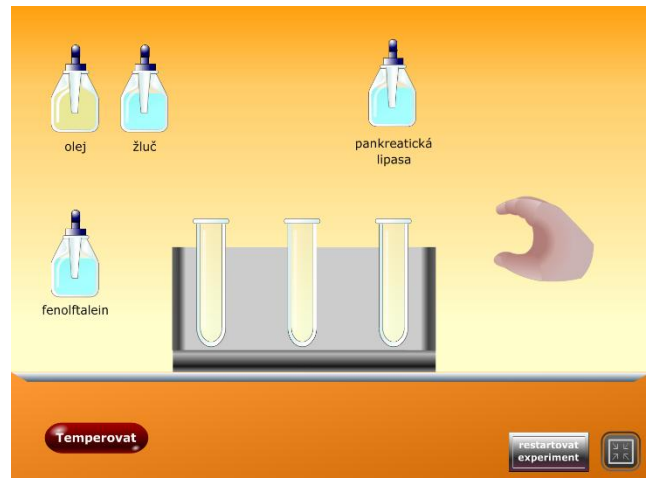 olej
žluč
pankreatická
lipasa
fenolftalein
Temperovat
restartovat
experiment